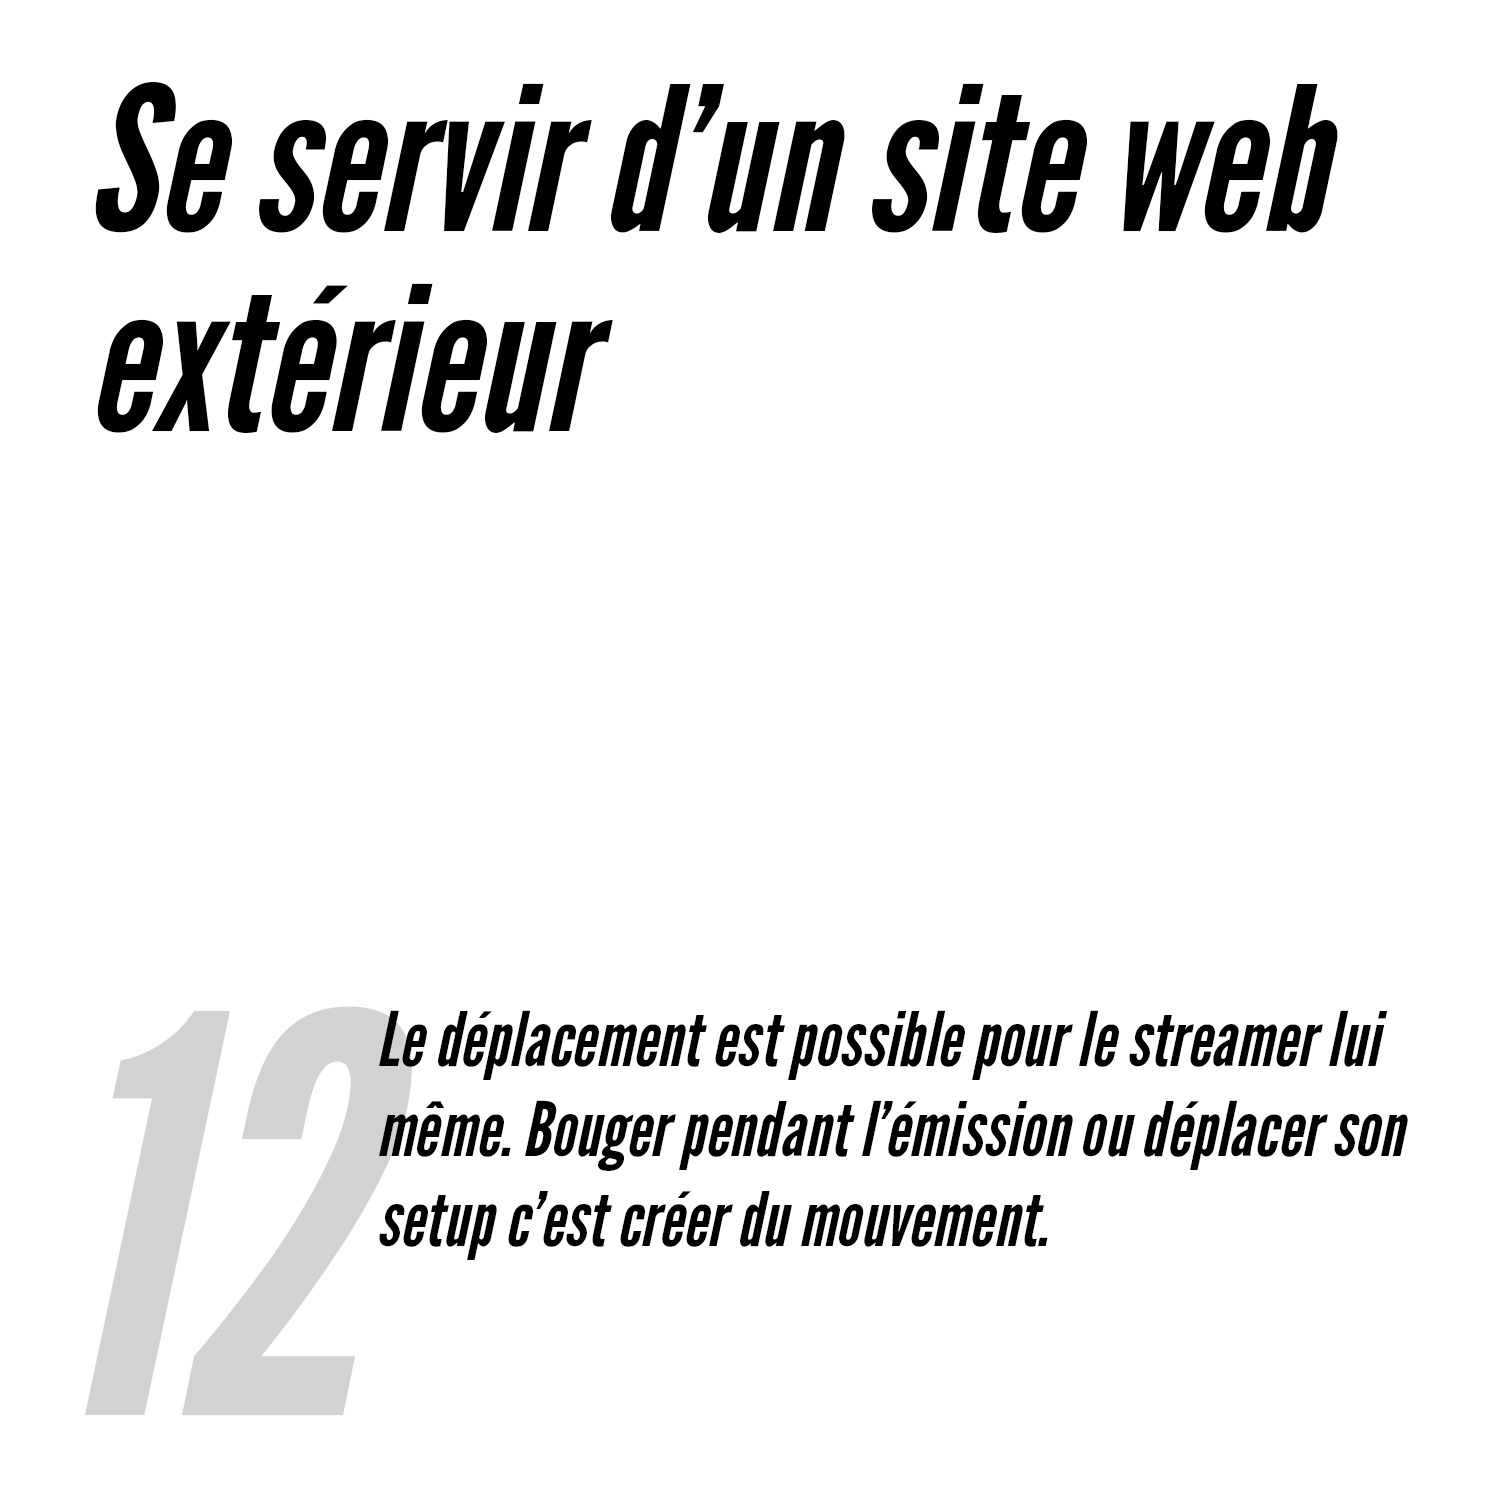 Se servir d’un site web
extérieur
12
Le déplacement est possible pour le streamer lui
même. Bouger pendant l’émission ou déplacer son
setup c’est créer du mouvement.